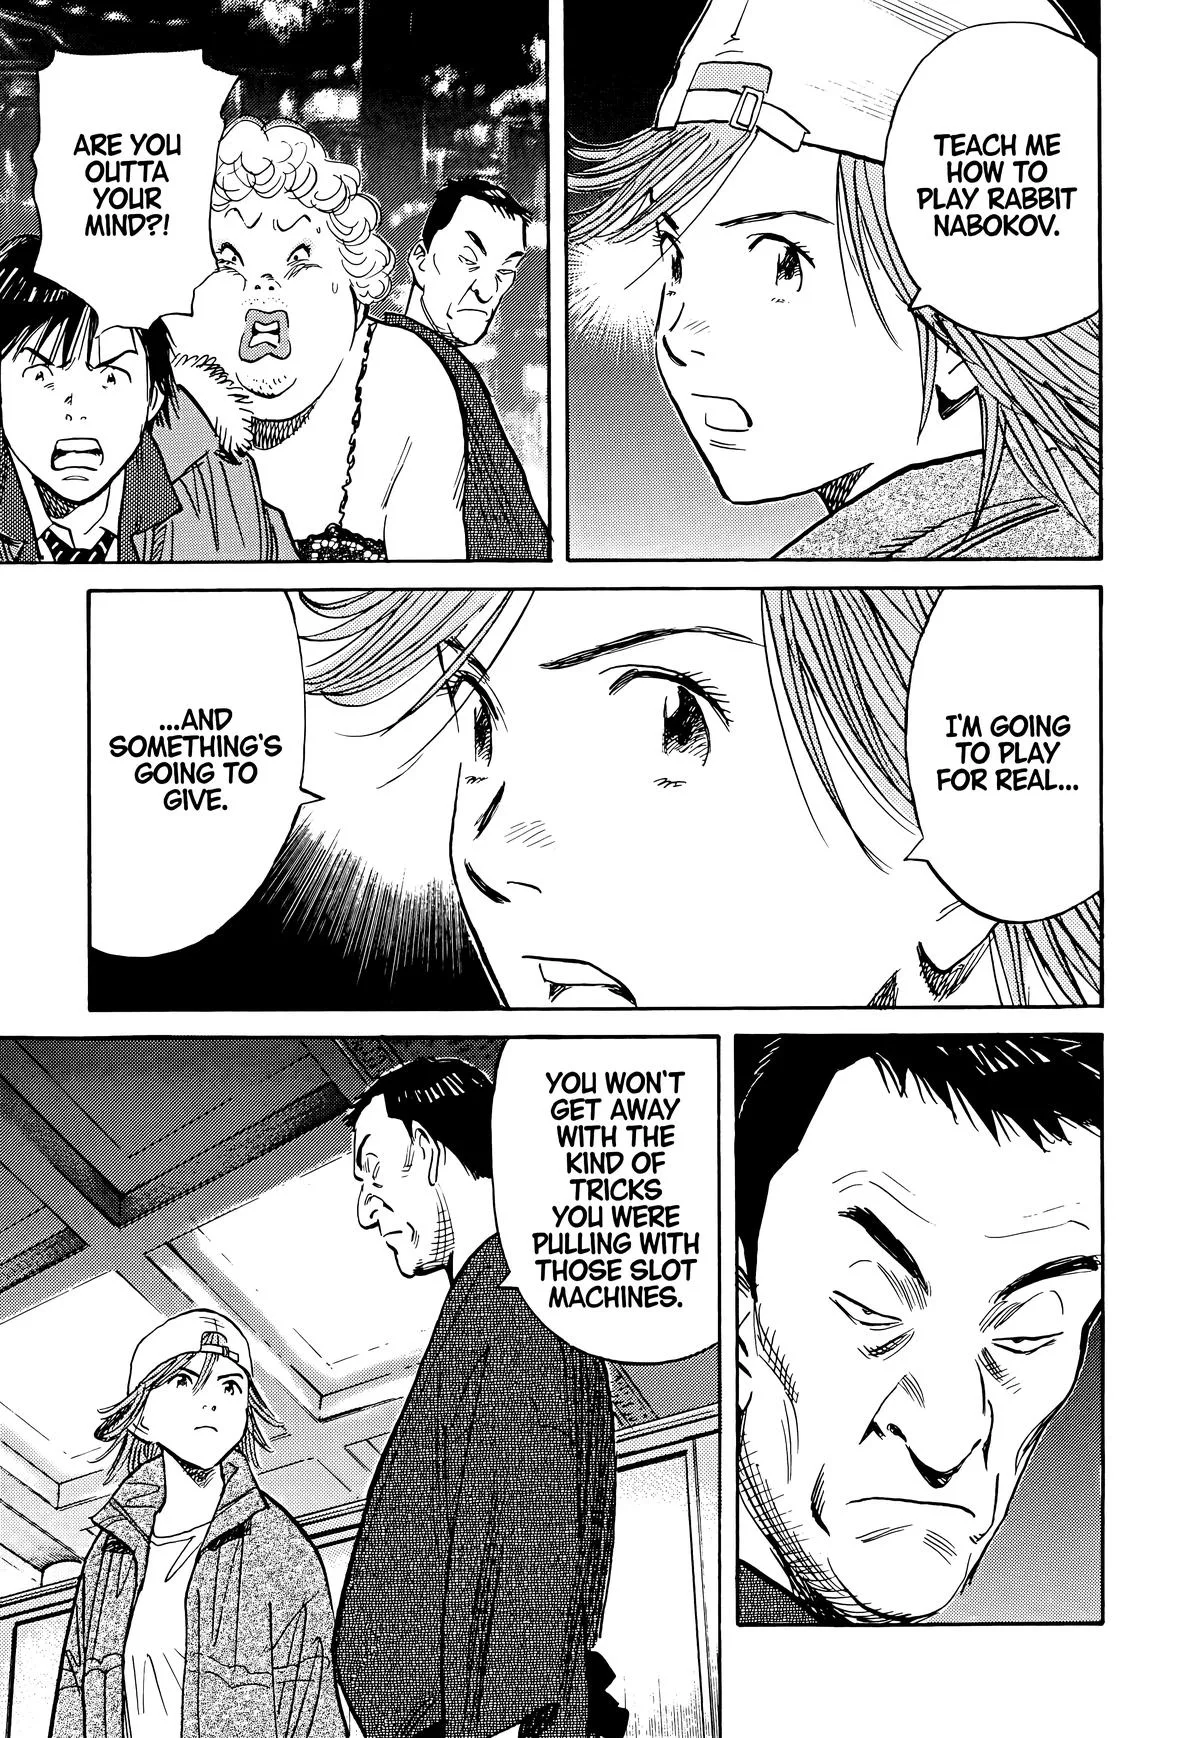 TEACH ME
HOW TO
PLAY RABBIT
NABOKOV.
ARE YOU
OUTTA
YOUR
MIND?!
I'M GOING
TO PLAY
FOR REAL...
...AND
SOMETHING'S
GOING TO
GIVE.
YOU WON'T
GET AWAY
WITH THE
KIND OF
TRICKS
YOU WERE
PULLING WITH
THOSE SLOT
MACHINES.